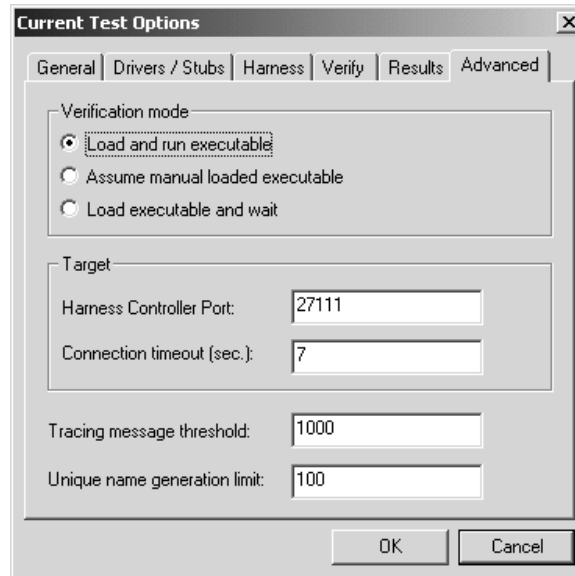 Current Test Options
General
Drivers / Stubs
Harness
Verify
Results
Advanced
Verification mode
Load and run executable
Assume manual loaded executable
Load executable and wait
Target
Harness Controller Port: 27111
Connection timeout (sec.): 7
Tracing message threshold: 1000
Unique name generation limit: 100
OK
Cancel